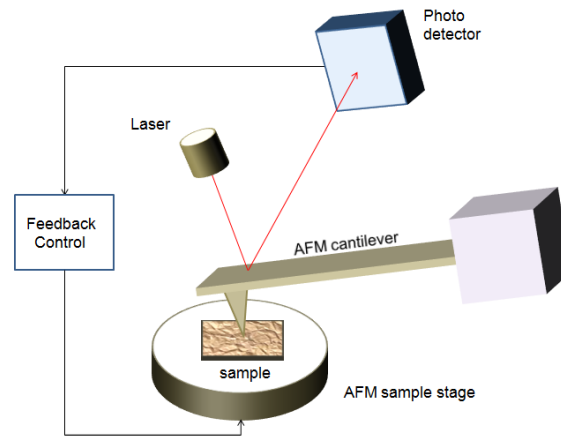 Photo
detector
Laser
Feedback
Control
AFM cantilever
sample
AFM sample stage